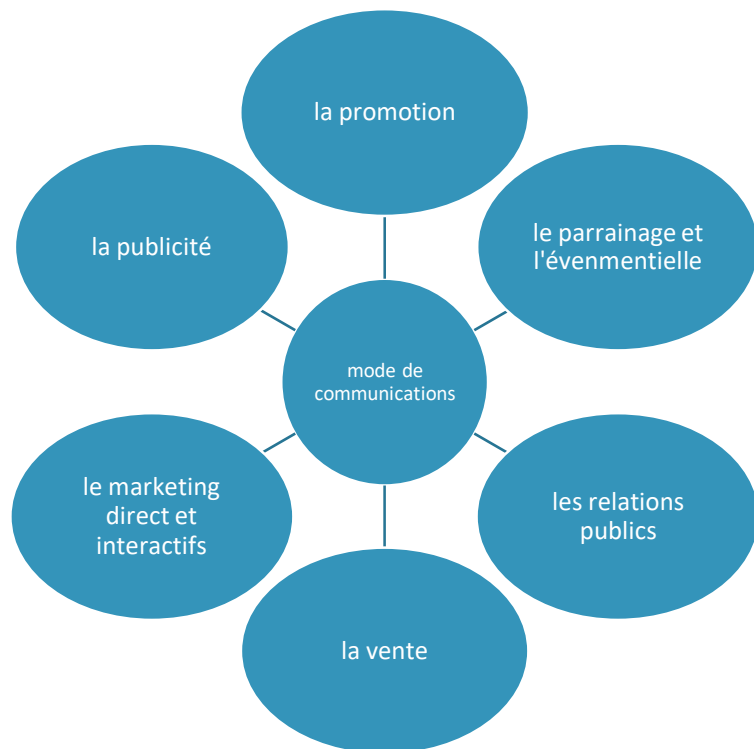 la promotion
le parrainage et
l'évenmentielle
la publicité
mode de
communications
le marketing
direct et
interactifs
les relations
publics
la vente